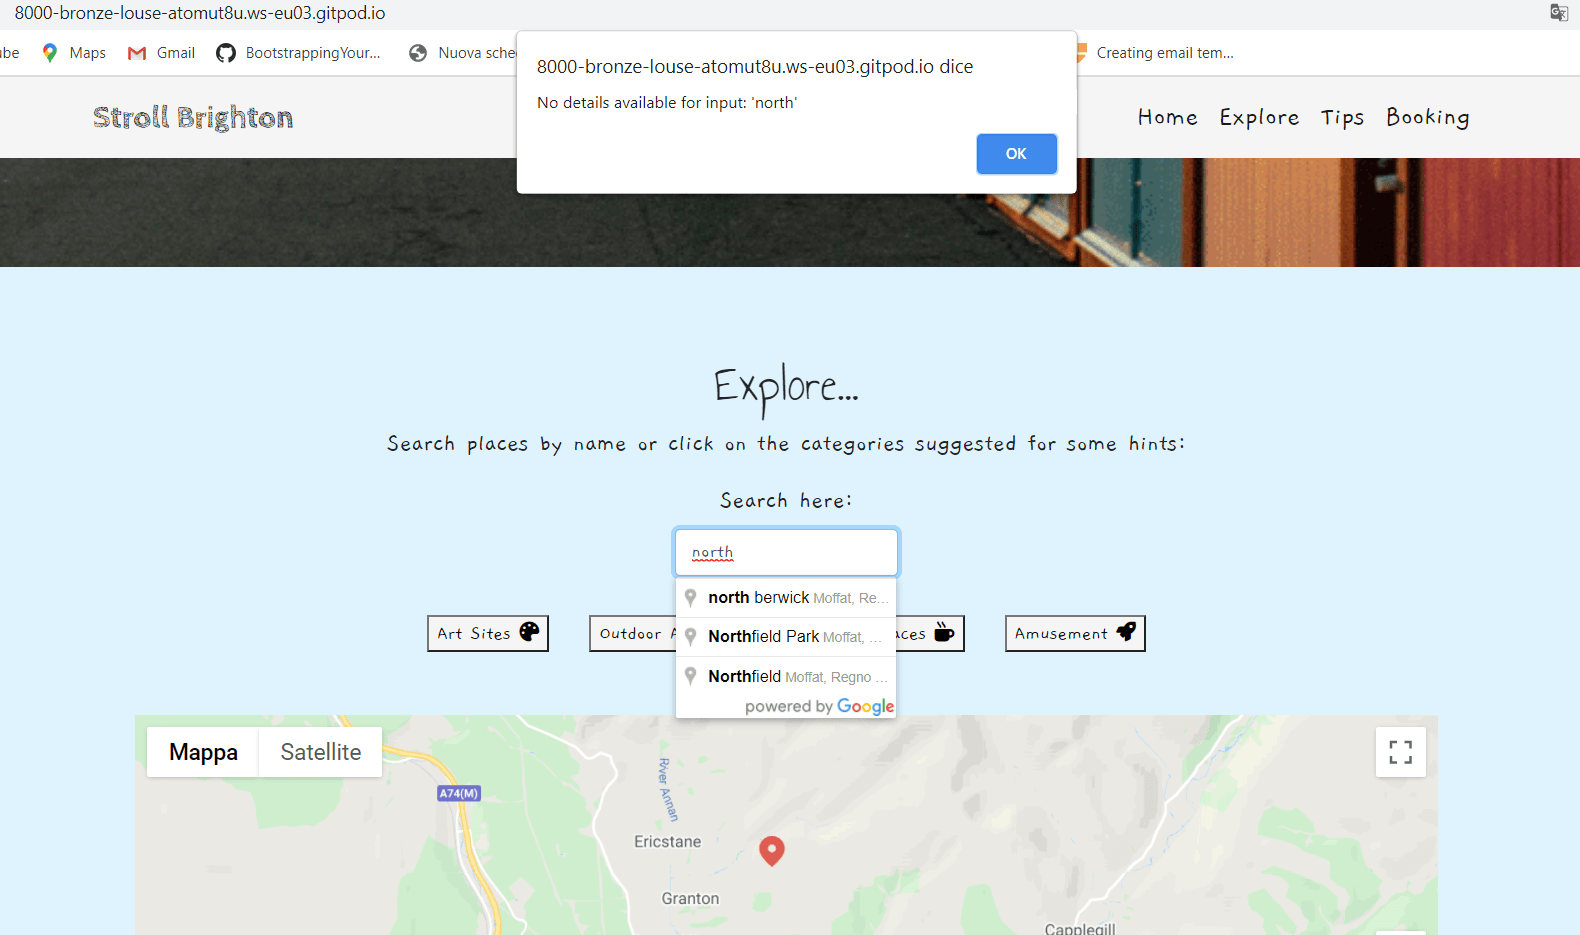 8000-bronze-louse-atomut8u.ws-eu03.gitpod.io
be Maps Gmail BootstrappingYour... Nuova sche Creating email tem...
8000-bronze-louse-atomut8u.ws-eu03.gitpod.io dice
No details available for input: 'north'
OK
Stroll Brighton
Home Explore Tips Booking
Explore...
Search places by name or click on the categories suggested for some hints:
Search here:
north
north berwick Moffat, Re...
Northfield Park Moffat, ...
Northfield Moffat, Regno ...
powered by Google
Art Sites Outdoor A aces Amusement
Mappa Satellite
A74(M)
River Annan
Ericstane
Granton
Capplegill